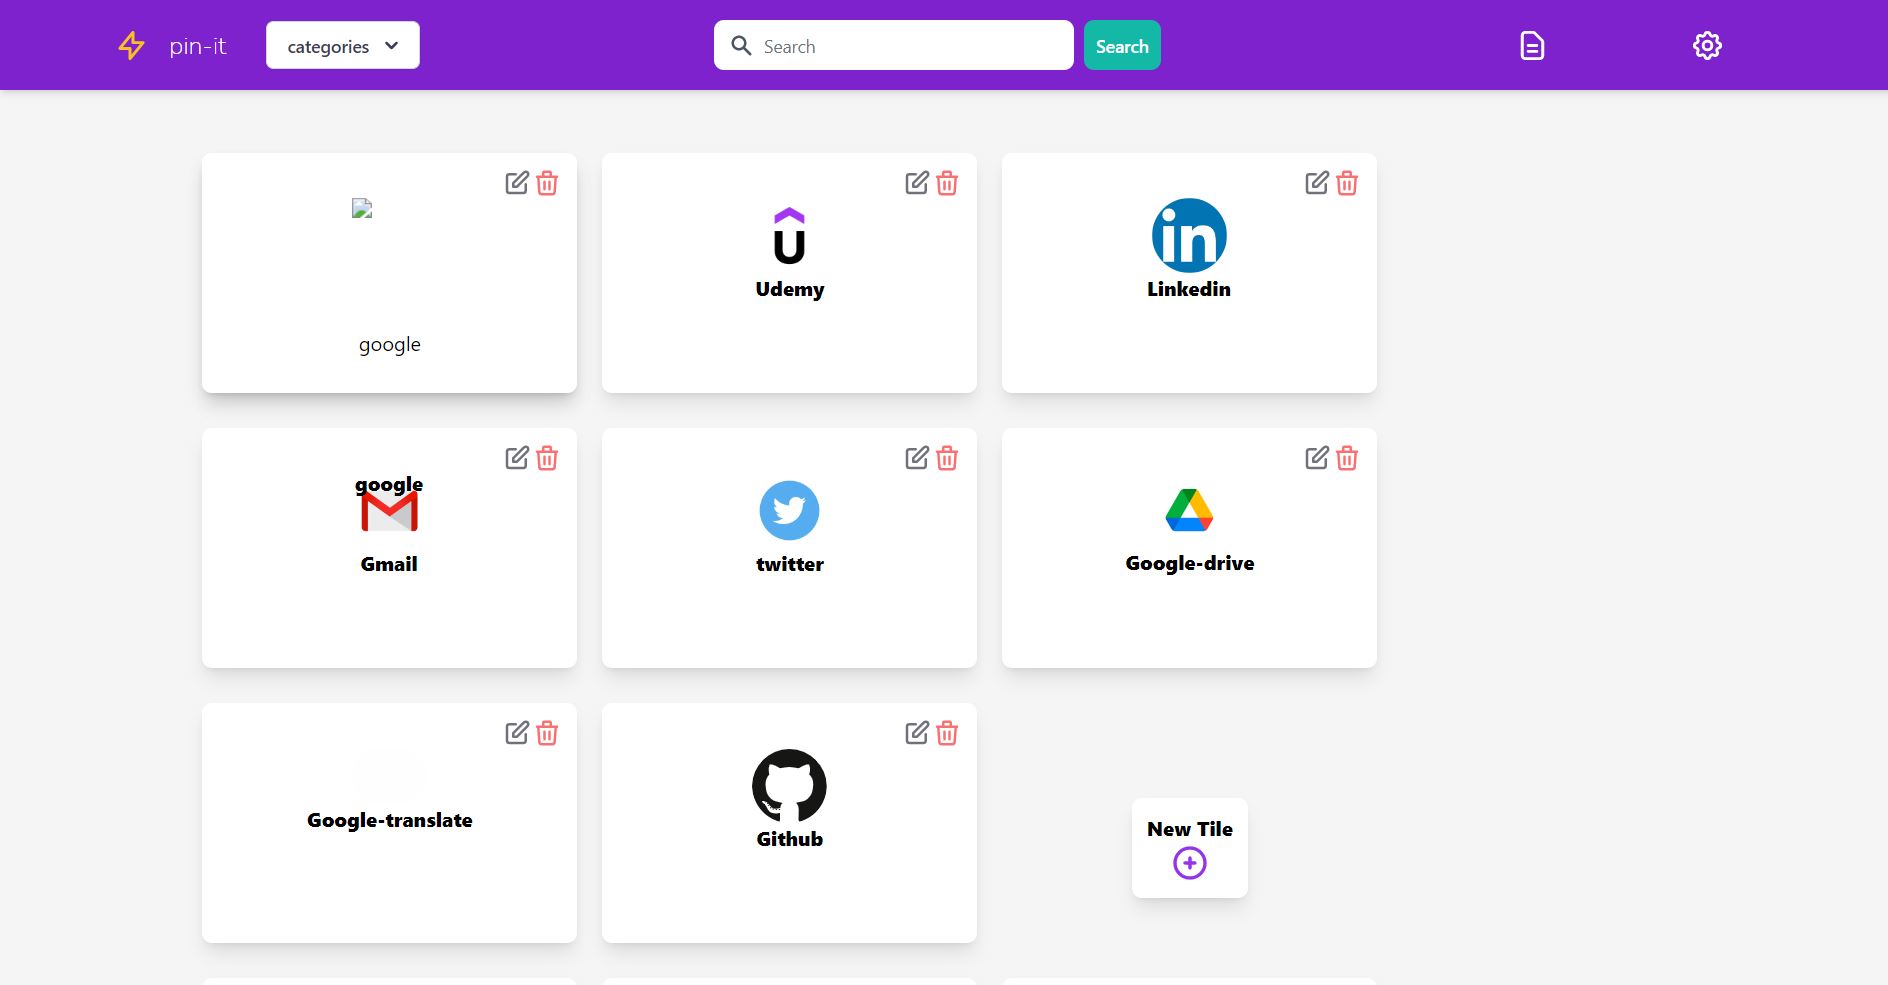 pin-it
categories
Search
Search
google
Udemy
Linkedin
google
Gmail
twitter
Google-drive
Google-translate
Github
New Tile